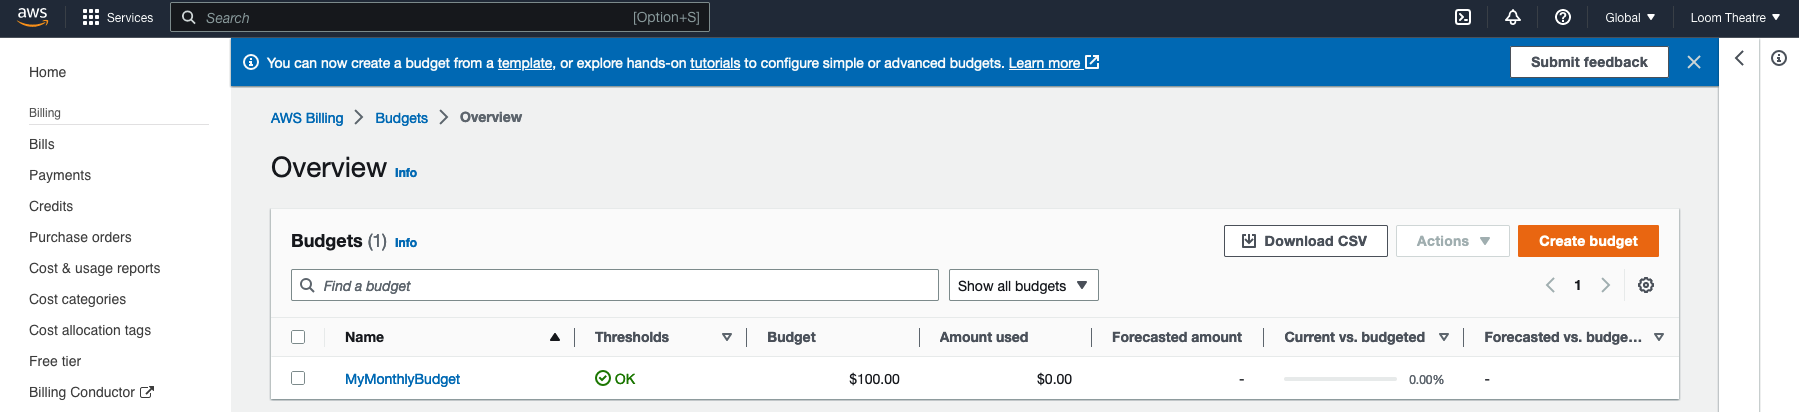 aws Services Search [Option+S] Global Loom Theatre
You can now create a budget from a template, or explore hands-on tutorials to configure simple or advanced budgets. Learn more Submit feedback
Home
Billing
Bills
Payments
Credits
Purchase orders
Cost & usage reports
Cost categories
Cost allocation tags
Free tier
Billing Conductor
AWS Billing Budgets Overview
Overview Info
Budgets (1) Info Download CSV Actions Create budget
Find a budget Show all budgets 1
Name Thresholds Budget Amount used Forecasted amount Current vs. budgeted Forecasted vs. budge...
MyMonthlyBudget OK $100.00 $0.00 - 0.00% -